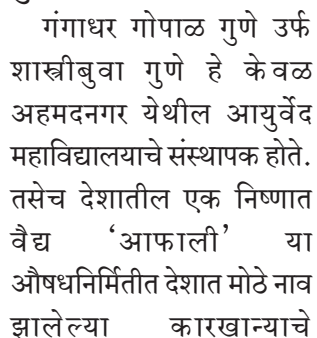 गंगाधर गोपाळ गुणे उर्फ
शास्त्रीबुवा गुणे हे केवळ
अहमदनगर येथील आयुर्वेद
महाविद्यालयाचे संस्थापक होते.
तसेच देशातील एक निष्णात
वैद्य ‘आफाली’ या
औषधनिर्मितीत देशात मोठे नाव
झालेल्या कारखान्याचे